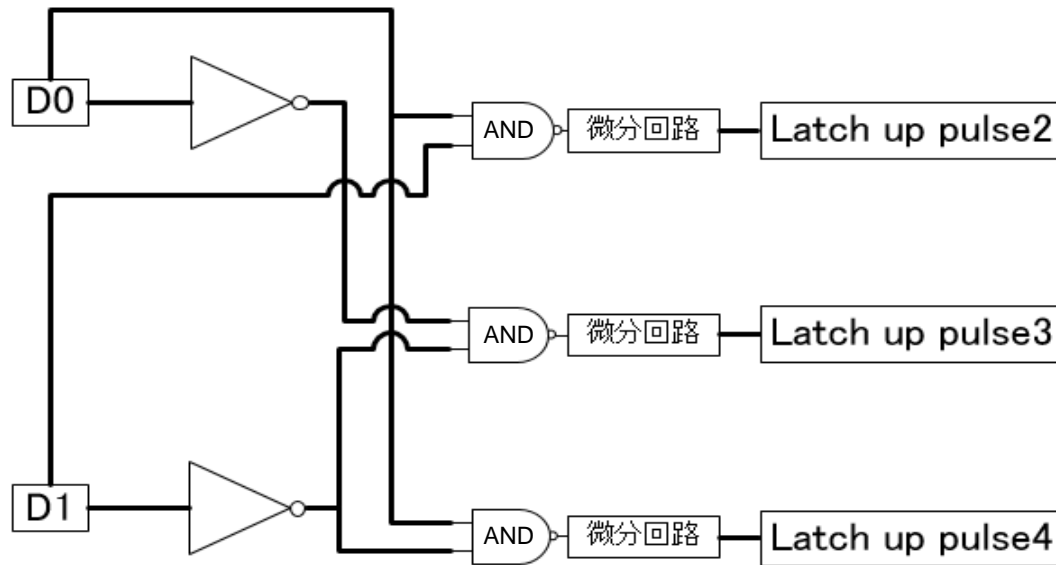 D0
AND
微分回路
Latch up pulse2
AND
微分回路
Latch up pulse3
D1
AND
微分回路
Latch up pulse4